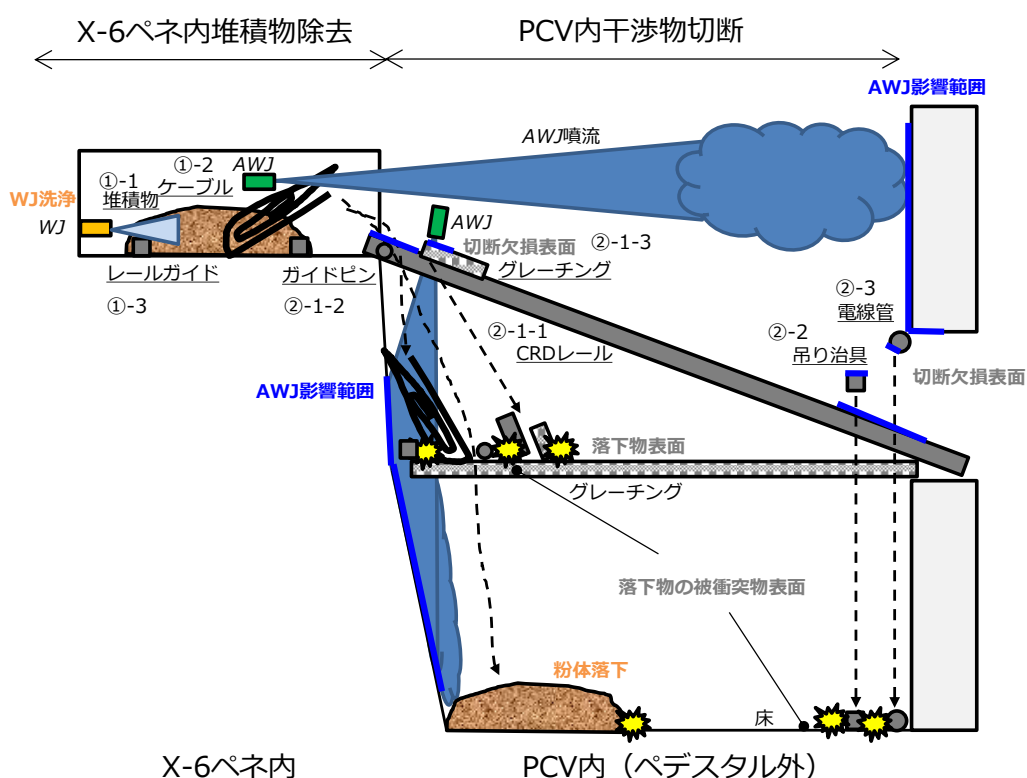 X-6ペネ内堆積物除去
PCV内干渉物切断
AWJ影響範囲
AWJ噴流
①-2
AWJ
ケーブル
①-1
堆積物
WJ洗浄
WJ
AWJ
切断欠損表面
②-1-3
グレーチング
レールガイド
ガイドピン
①-3
②-1-2
②-3
電線管
②-1-1
CRDレール
②-2
吊り治具
切断欠損表面
AWJ影響範囲
落下物表面
グレーチング
落下物の被衝突物表面
粉体落下
床
X-6ペネ内
PCV内（ペデスタル外）